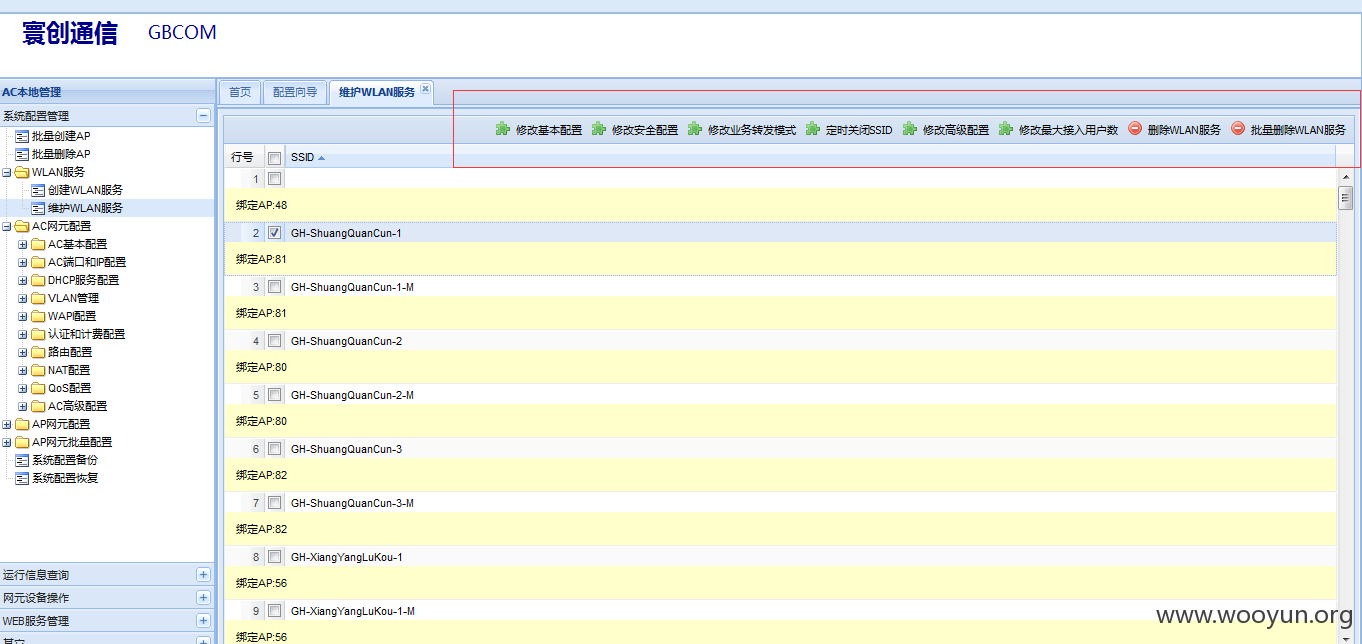 寰创通信 GBCOM
AC本地管理
首页 配置向导 维护WLAN服务
系统配置管理
批量创建AP
批量删除AP
WLAN服务
创建WLAN服务
维护WLAN服务
AC网元配置
AC基本配置
AC端口和IP配置
DHCP服务配置
VLAN管理
WAPI配置
认证和计费配置
路由配置
NAT配置
QoS配置
AC高级配置
AP网元配置
AP网元批量配置
系统配置备份
系统配置恢复
运行信息查询
网元设备操作
WEB服务管理
其它
修改基本配置 修改安全配置 修改业务转发模式 定时关闭SSID 修改高级配置 修改最大接入用户数 删除WLAN服务 批量删除WLAN服务
行号 SSID
1
绑定AP:48
2 GH-ShuangQuanCun-1
绑定AP:81
3 GH-ShuangQuanCun-1-M
绑定AP:81
4 GH-ShuangQuanCun-2
绑定AP:80
5 GH-ShuangQuanCun-2-M
绑定AP:80
6 GH-ShuangQuanCun-3
绑定AP:82
7 GH-ShuangQuanCun-3-M
绑定AP:82
8 GH-XiangYangLuKou-1
绑定AP:56
9 GH-XiangYangLuKou-1-M
绑定AP:56
www.wooyun.org